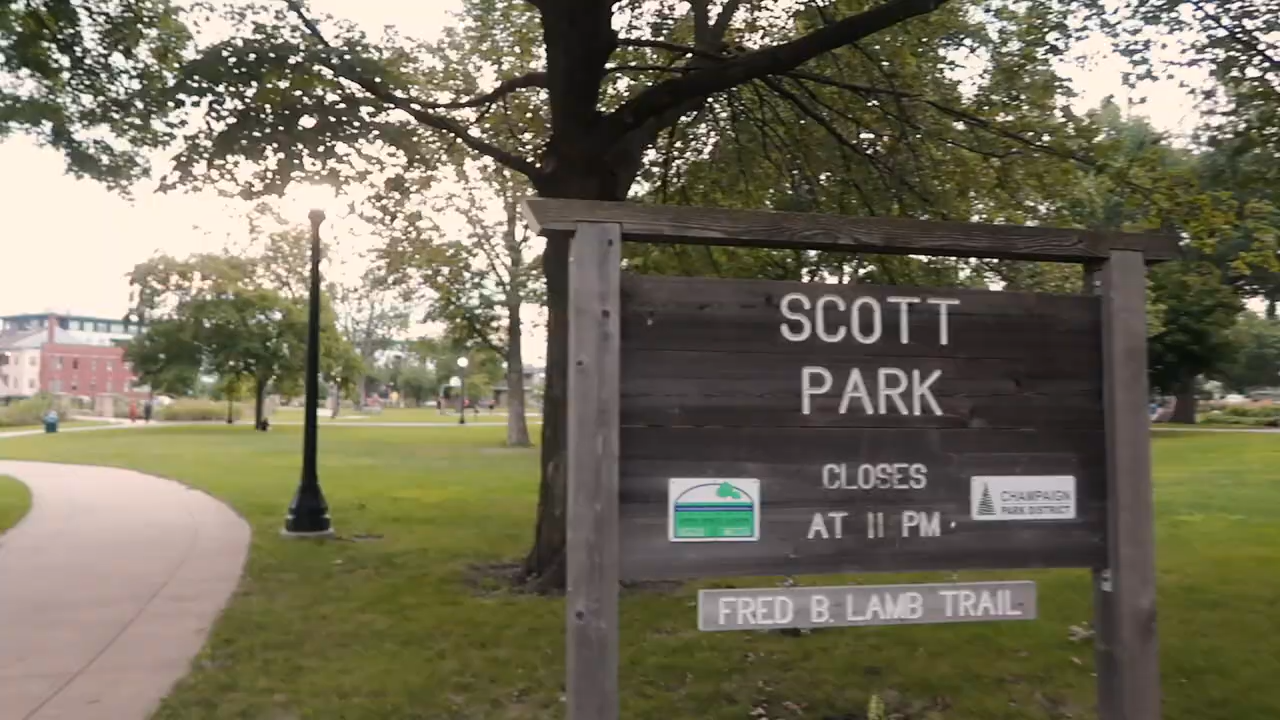 SCOTT
PARK
CLOSES
AT 11 PM
CHAMPAIGN
PARK DISTRICT
FRED B. LAMB TRAIL